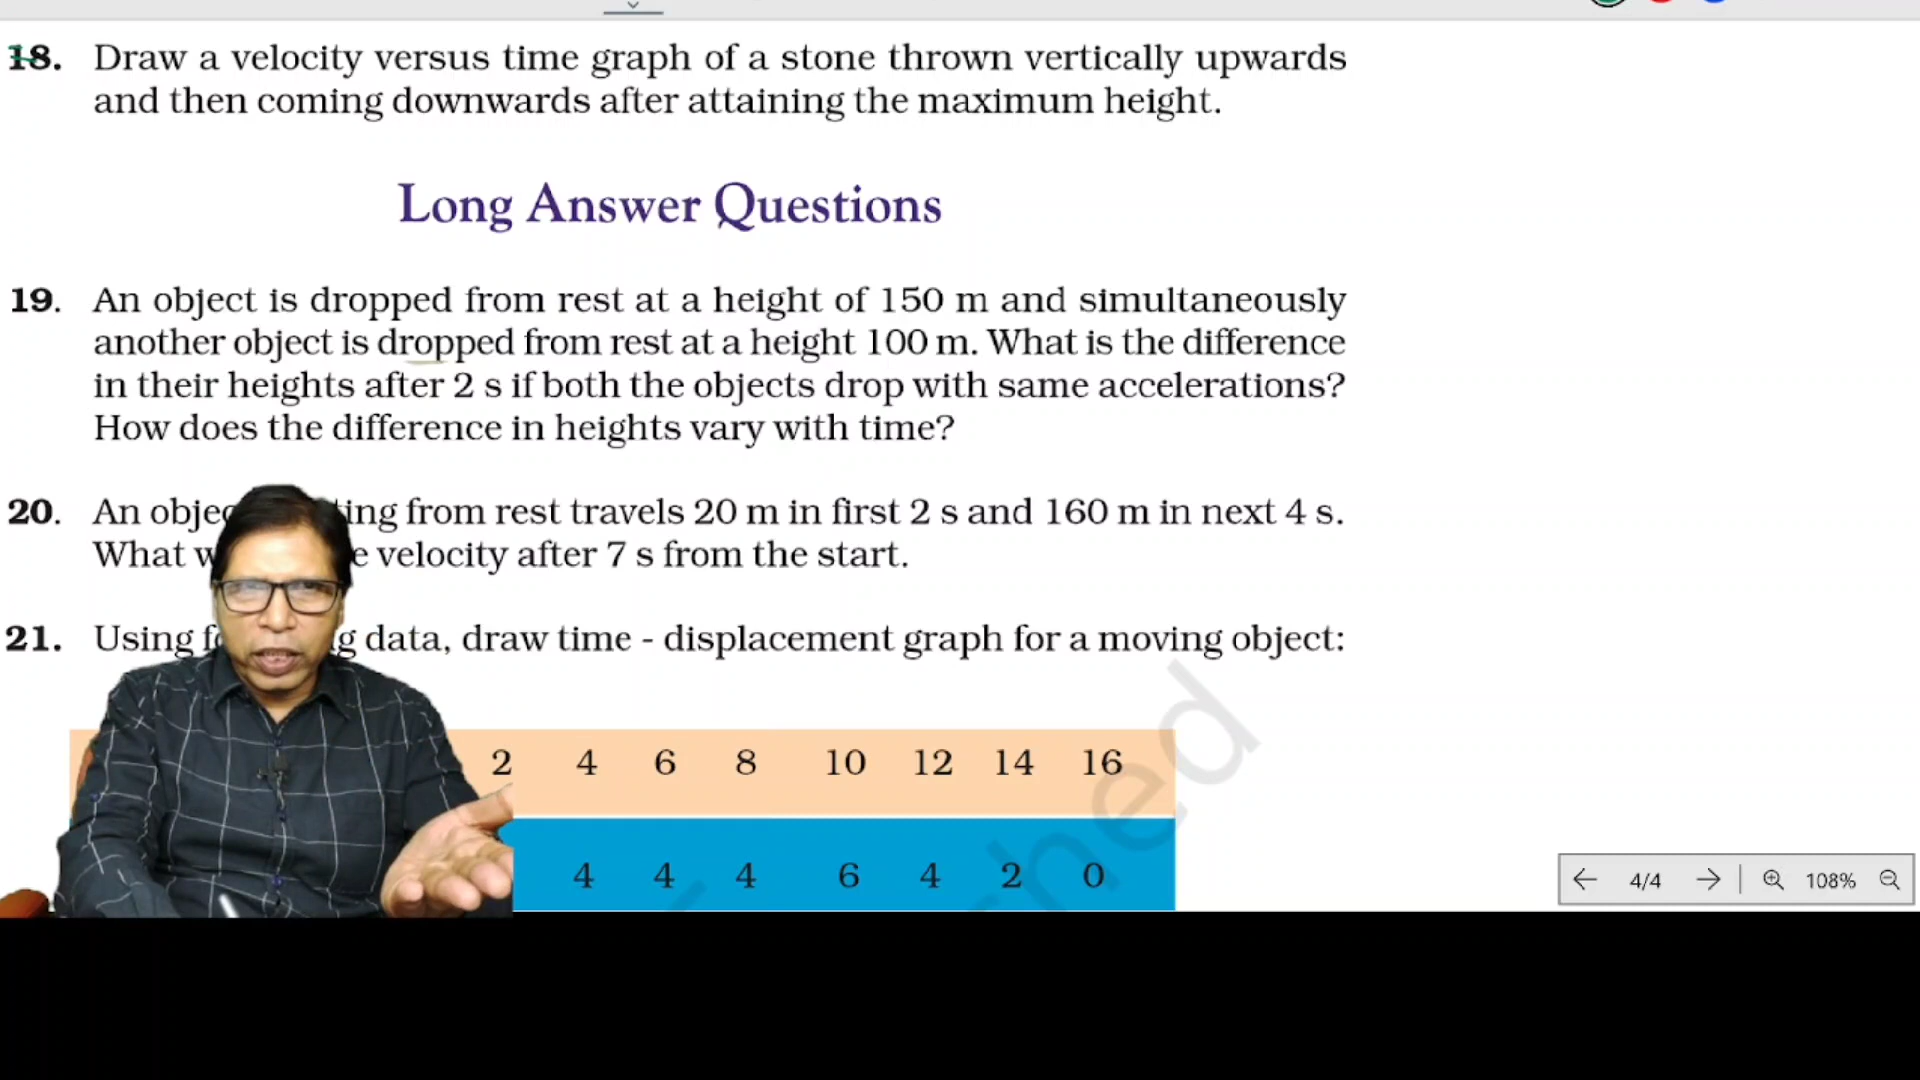 18. Draw a velocity versus time graph of a stone thrown vertically upwards
and then coming downwards after attaining the maximum height.
Long Answer Questions
19. An object is dropped from rest at a height of 150 m and simultaneously
another object is dropped from rest at a height 100 m. What is the difference
in their heights after 2 s if both the objects drop with same accelerations?
How does the difference in heights vary with time?
20. An from rest travels 20 m in first 2 s and 160 m in next 4 s.
What velocity after 7 s from the start.
21. Using data, draw time - displacement graph for a moving object:
2 4 6 8 10 12 14 16
4 4 4 6 4 2 0
4/4 108%